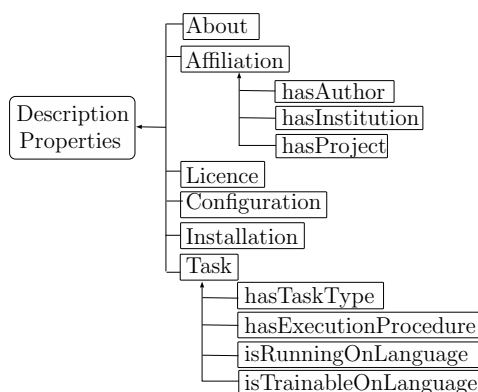 About
Affiliation
hasAuthor
hasInstitution
hasProject
Description
Properties
Licence
Configuration
Installation
Task
hasTaskType
hasExecutionProcedure
isRunningOnLanguage
isTrainableOnLanguage